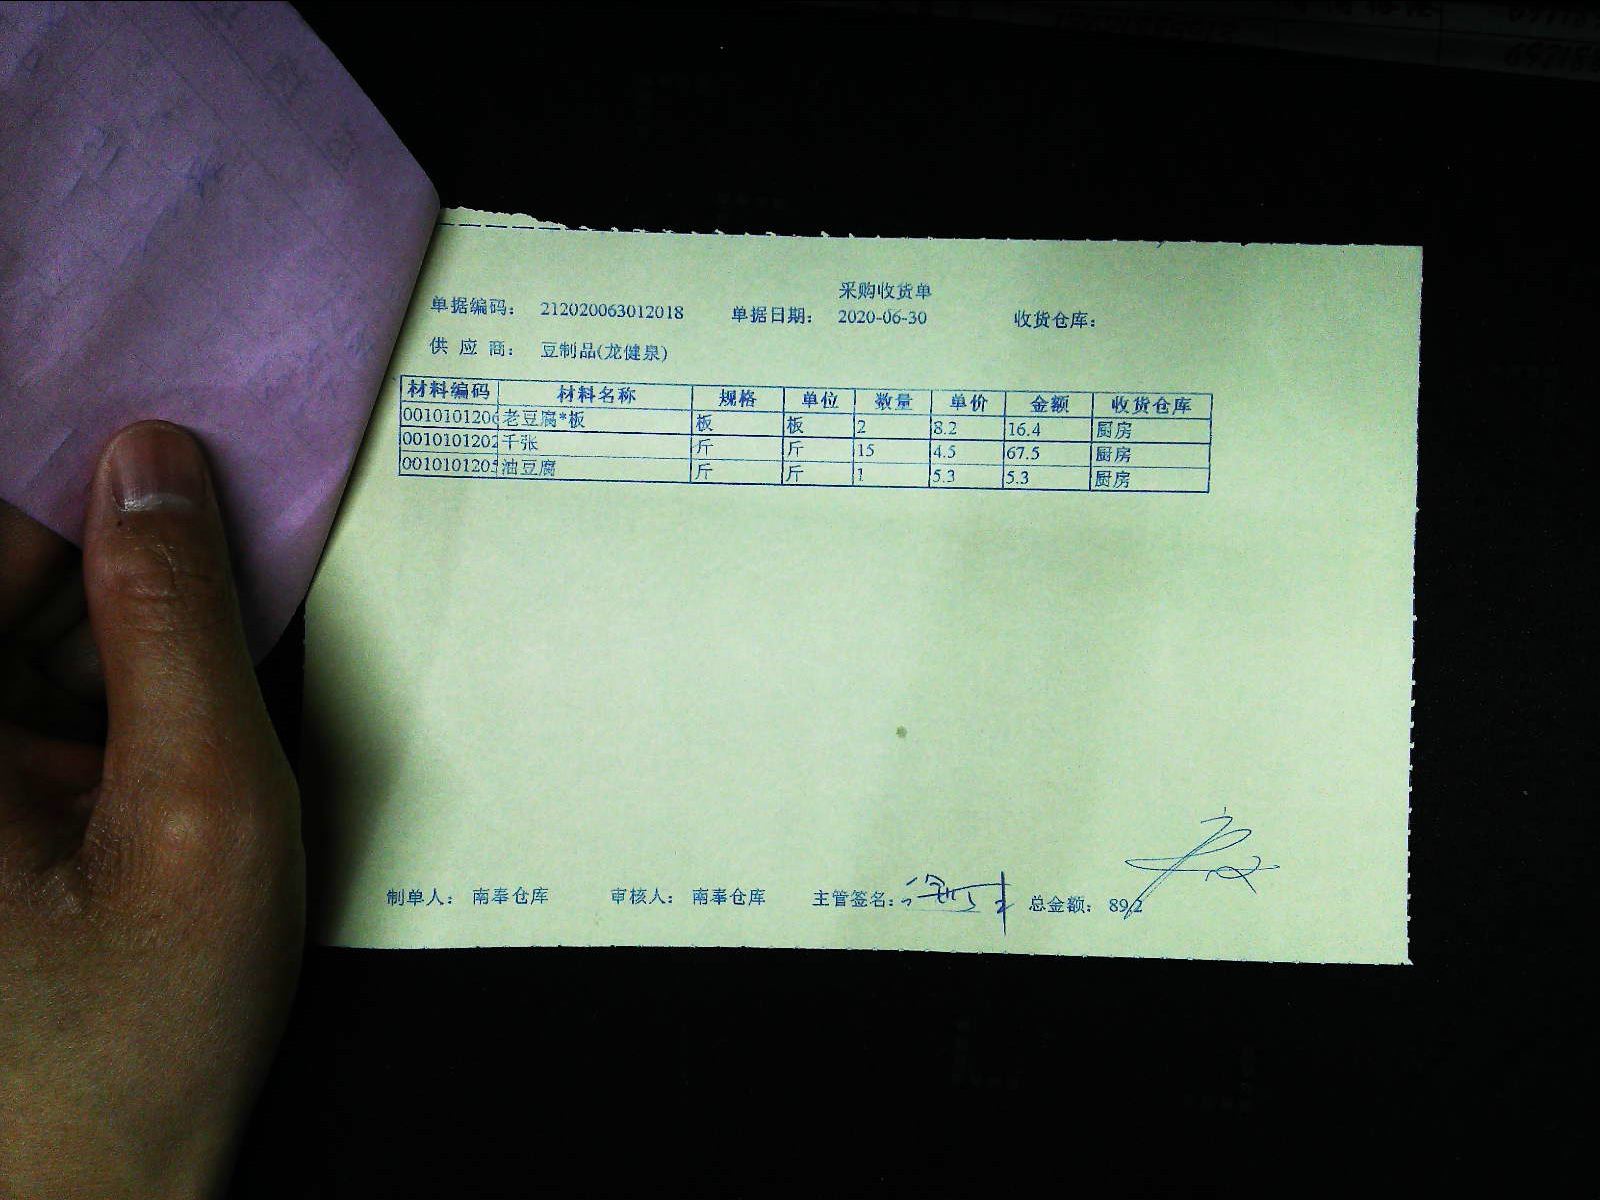 采购收货单
单据编码： 212020063012018 单据日期： 2020-06-30 收货仓库：
供 应 商： 豆制品(龙健泉)
材料编码 材料名称 规格 单位 数量 单价 金额 收货仓库
0010101206 老豆腐*板 板 板 2 8.2 16.4 厨房
0010101202 千张 斤 斤 15 4.5 67.5 厨房
0010101205 油豆腐 斤 斤 1 5.3 5.3 厨房
制单人： 南奉仓库 审核人： 南奉仓库 主管签名： 总金额： 89.2